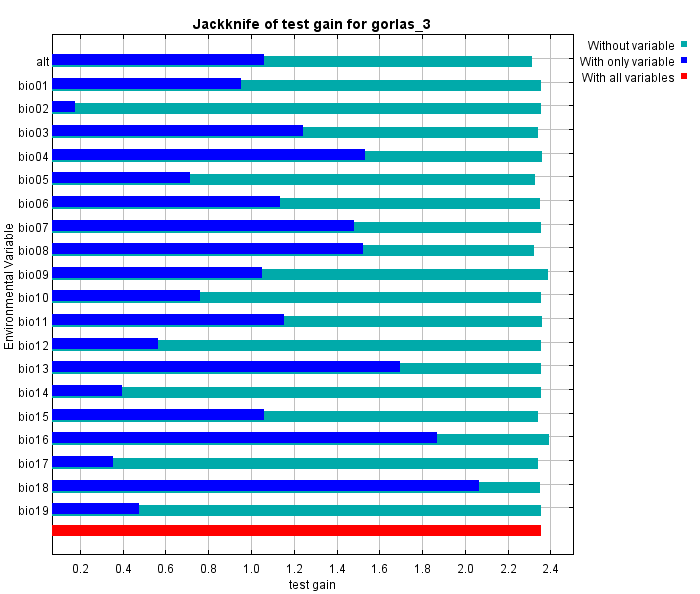 Jackknife of test gain for gorlas_3
Without variable
With only variable
With all variables
Environmental Variable
alt
bio01
bio02
bio03
bio04
bio05
bio06
bio07
bio08
bio09
bio10
bio11
bio12
bio13
bio14
bio15
bio16
bio17
bio18
bio19
0.2 0.4 0.6 0.8 1.0 1.2 1.4 1.6 1.8 2.0 2.2 2.4
test gain